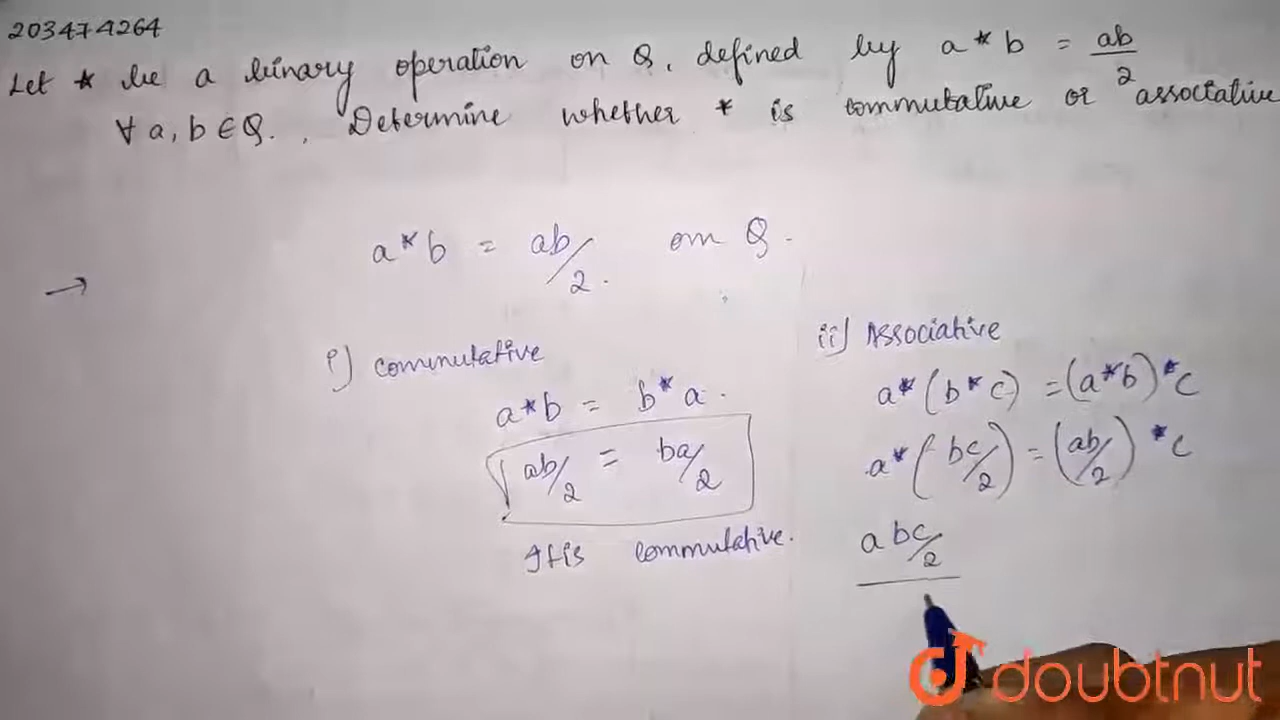 203474264
Let * be a binary operation on Q, defined by a * b = ab/2
∀ a, b ∈ Q. , Determine whether * is commutative or associative
→ a*b = ab/2. on Q.
i) commutative
a*b = b*a.
ab/2 = ba/2
It is commutative.
ii) Associative
a*(b*c) = (a*b)*c
a*(bc/2) = (ab/2)*c
a bc/2
doubtnut